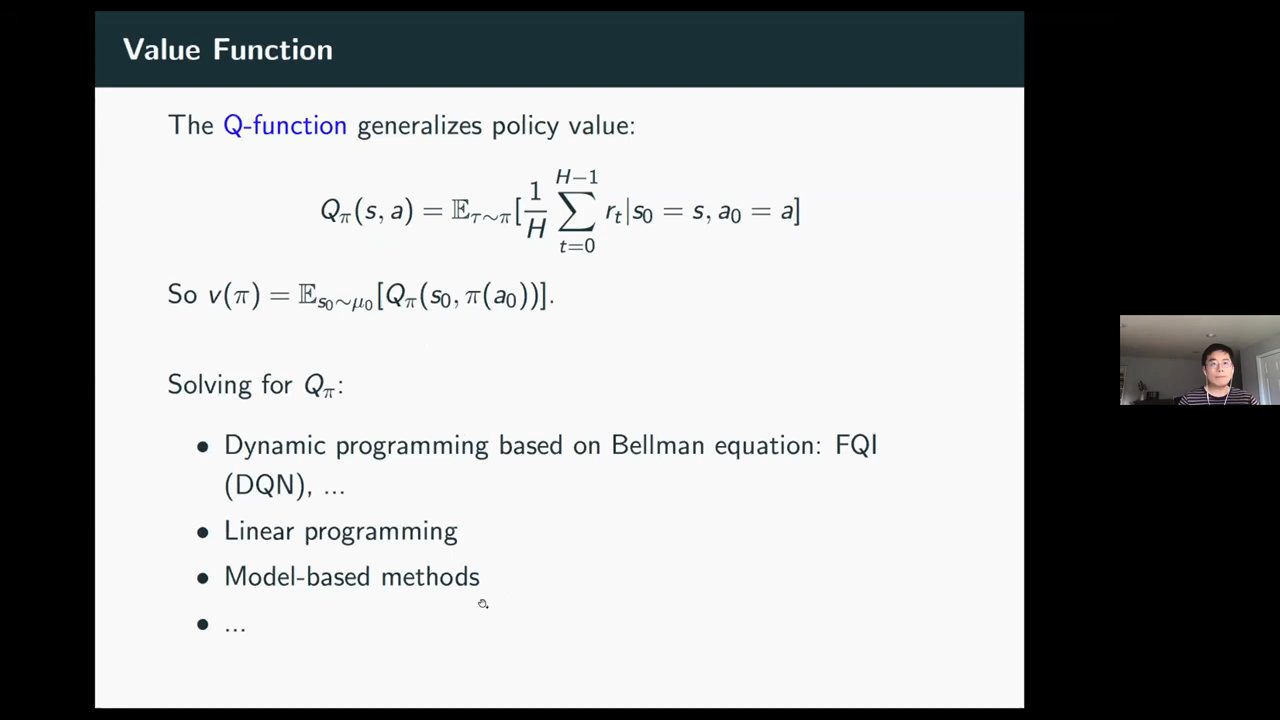 Value Function
The Q-function generalizes policy value:
Q_π(s, a) = 𝔼_{τ∼π}[\frac{1}{H} \sum_{t=0}^{H−1} r_t|s_0 = s, a_0 = a]
So v(π) = 𝔼_{s_0∼μ_0}[Q_π(s_0, π(a_0))].
Solving for Q_π:
• Dynamic programming based on Bellman equation: FQI
(DQN), ...
• Linear programming
• Model-based methods
• ...